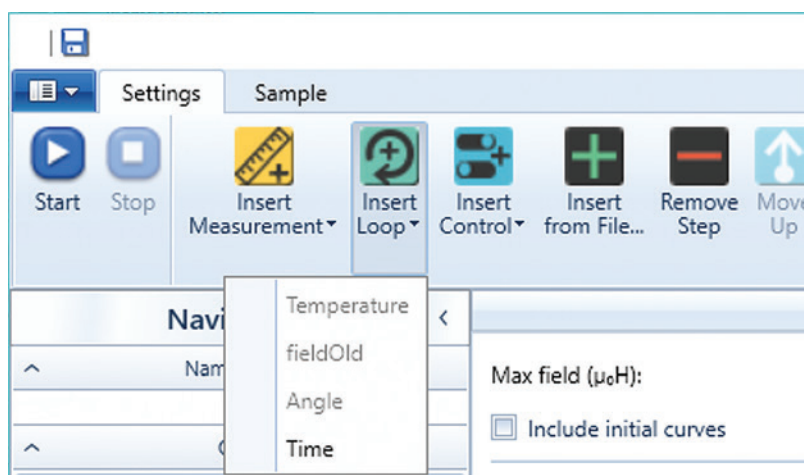 Settings Sample
Start Stop Insert Measurement Insert Loop Insert Control Insert from File... Remove Step Move Up
Temperature
fieldOld
Angle
Time
Max field (μ₀H):
Include initial curves